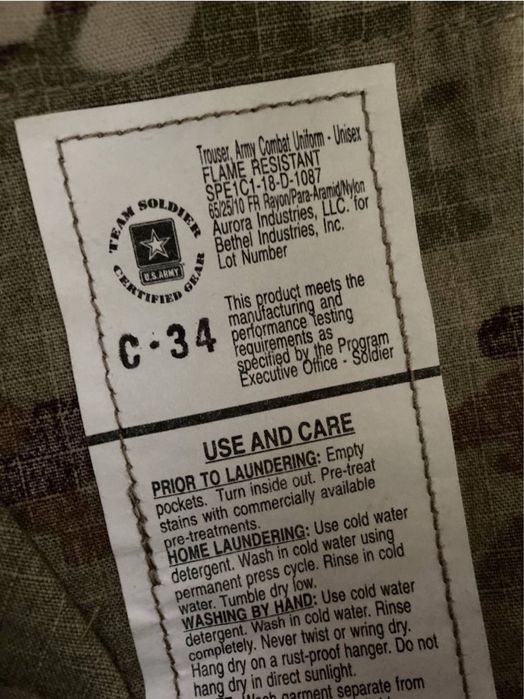 Trouser, Army Combat Uniform - Unisex
FLAME RESISTANT
SPE1C1-18-D-1087
65/25/10 FR Rayon/Para-Aramid/Nylon
Aurora Industries, LLC. for
Bethel Industries, Inc.
Lot Number
TEAM SOLDIER
U.S.ARMY
CERTIFIED GEAR
C-34
This product meets the
manufacturing and
performance testing
requirements as
specified by the Program
Executive Office - Soldier
USE AND CARE
PRIOR TO LAUNDERING: Empty
pockets. Turn inside out. Pre-treat
stains with commercially available
pre-treatments.
HOME LAUNDERING: Use cold water
detergent. Wash in cold water using
permanent press cycle. Rinse in cold
water. Tumble dry low.
WASHING BY HAND: Use cold water
detergent. Wash in cold water. Rinse
completely. Never twist or wring dry.
Hang dry on a rust-proof hanger. Do not
hang dry in direct sunlight.
Wash garment separate from